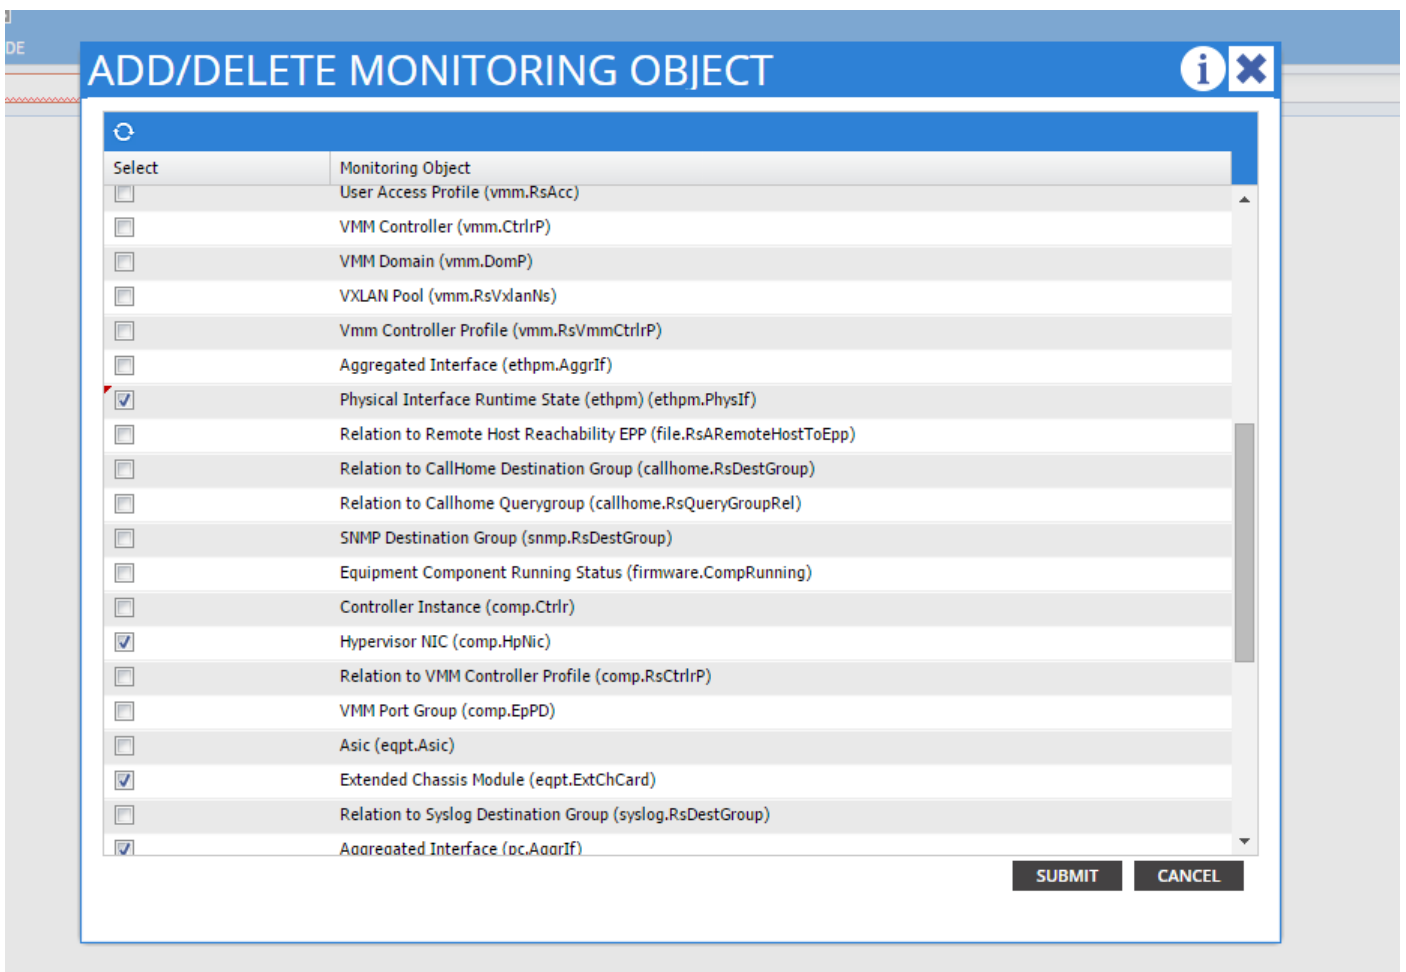 DE
ADD/DELETE MONITORING OBJECT
Select Monitoring Object
User Access Profile (vmm.RsAcc)
VMM Controller (vmm.CtrlrP)
VMM Domain (vmm.DomP)
VXLAN Pool (vmm.RsVxlanNs)
Vmm Controller Profile (vmm.RsVmmCtrlrP)
Aggregated Interface (ethpm.AggrIf)
Physical Interface Runtime State (ethpm) (ethpm.PhysIf)
Relation to Remote Host Reachability EPP (file.RsARemoteHostToEpp)
Relation to CallHome Destination Group (callhome.RsDestGroup)
Relation to Callhome Querygroup (callhome.RsQueryGroupRel)
SNMP Destination Group (snmp.RsDestGroup)
Equipment Component Running Status (firmware.CompRunning)
Controller Instance (comp.Ctrlr)
Hypervisor NIC (comp.HpNic)
Relation to VMM Controller Profile (comp.RsCtrlrP)
VMM Port Group (comp.EpPD)
Asic (eqpt.Asic)
Extended Chassis Module (eqpt.ExtChCard)
Relation to Syslog Destination Group (syslog.RsDestGroup)
Aggregated Interface (pc.AggrIf)
SUBMIT CANCEL